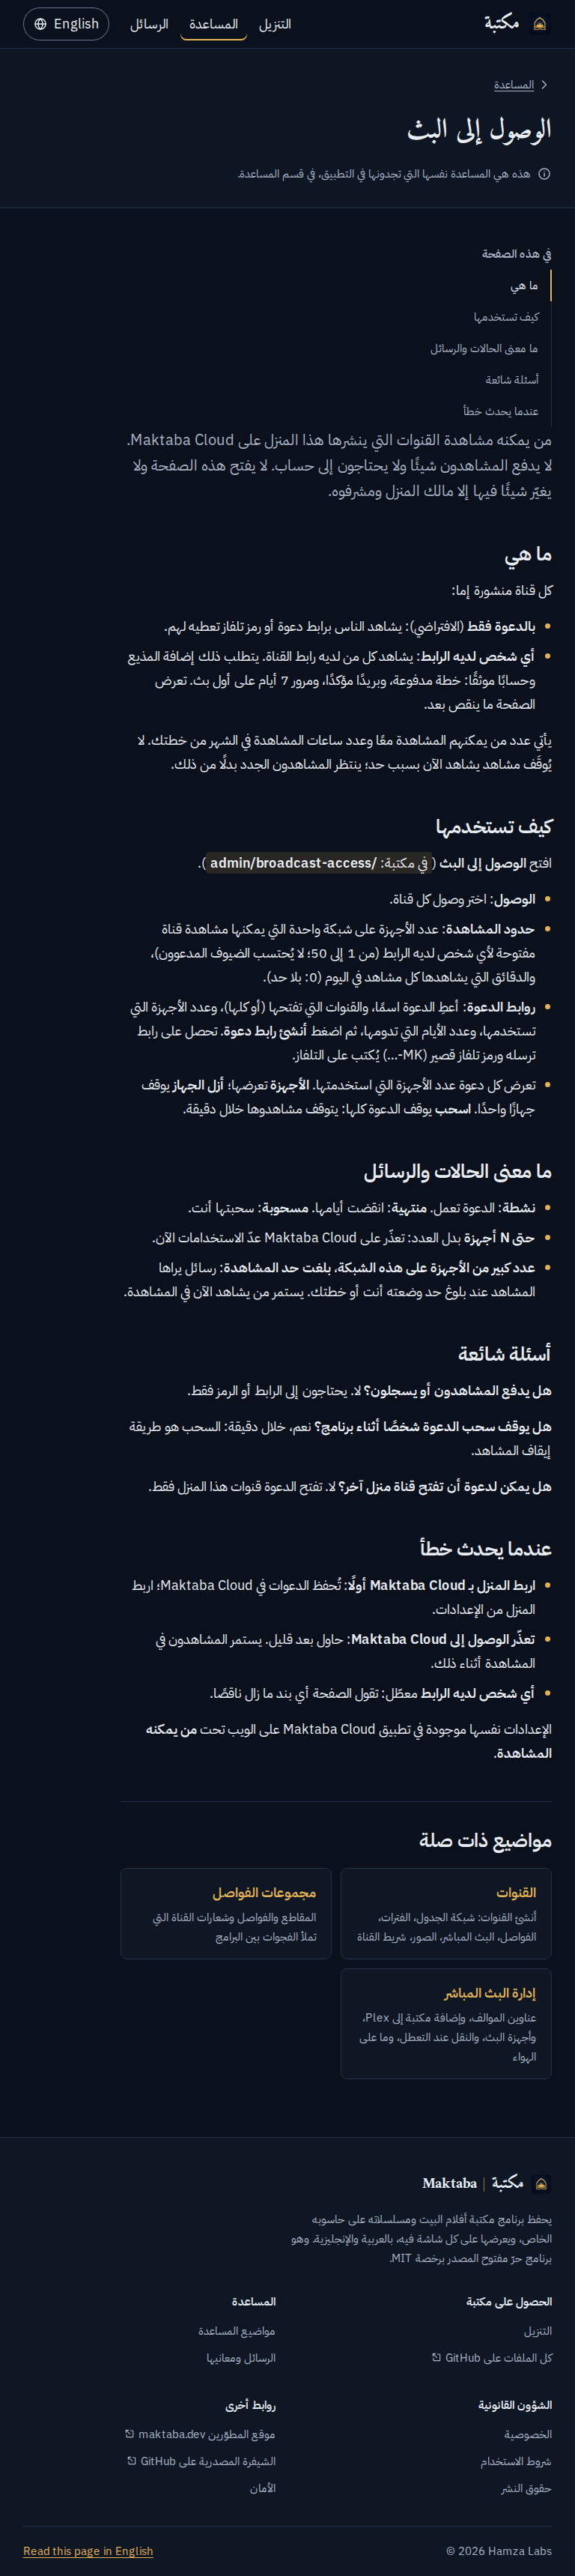 مكتبة
التنزيل
المساعدة
الرسائل
English
المساعدة
الوصول إلى البث
هذه هي المساعدة نفسها التي تجدونها في التطبيق، في قسم المساعدة.
في هذه الصفحة
ما هي
كيف تستخدمها
ما معنى الحالات والرسائل
أسئلة شائعة
عندما يحدث خطأ
من يمكنه مشاهدة القنوات التي ينشرها هذا المنزل على Maktaba Cloud.
لا يدفع المشاهدون شيئًا ولا يحتاجون إلى حساب. لا يفتح هذه الصفحة ولا
يغيّر شيئًا فيها إلا مالك المنزل ومشرفوه.
ما هي
كل قناة منشورة إما:
بالدعوة فقط (الافتراضي): يشاهد الناس برابط دعوة أو رمز تلفاز تعطيه لهم.
أي شخص لديه الرابط: يشاهد كل من لديه رابط القناة. يتطلب ذلك إضافة المذيع
وحسابًا موثقًا: خطة مدفوعة، وبريدًا مؤكدًا، ومرور 7 أيام على أول بث. تعرض
الصفحة ما ينقص بعد.
يأتي عدد من يمكنهم المشاهدة معًا وعدد ساعات المشاهدة في الشهر من خطتك. لا
يُوقَف مشاهد يشاهد الآن بسبب حد؛ ينتظر المشاهدون الجدد بدلًا من ذلك.
كيف تستخدمها
افتح الوصول إلى البث (في مكتبة: /admin/broadcast-access).
الوصول: اختر وصول كل قناة.
حدود المشاهدة: عدد الأجهزة على شبكة واحدة التي يمكنها مشاهدة قناة
مفتوحة لأي شخص لديه الرابط (من 1 إلى 50؛ لا يُحتسب الضيوف المدعوون)،
والدقائق التي يشاهدها كل مشاهد في اليوم (0: بلا حد).
روابط الدعوة: أعطِ الدعوة اسمًا، والقنوات التي تفتحها (أو كلها)، وعدد الأجهزة التي
تستخدمها، وعدد الأيام التي تدومها، ثم اضغط أنشئ رابط دعوة. تحصل على رابط
ترسله ورمز تلفاز قصير (MK-…) يُكتب على التلفاز.
تعرض كل دعوة عدد الأجهزة التي استخدمتها. الأجهزة تعرضها؛ أزل الجهاز يوقف
جهازًا واحدًا. اسحب يوقف الدعوة كلها: يتوقف مشاهدوها خلال دقيقة.
ما معنى الحالات والرسائل
نشطة: الدعوة تعمل. منتهية: انقضت أيامها. مسحوبة: سحبتها أنت.
حتى N أجهزة بدل العدد: تعذّر على Maktaba Cloud عدّ الاستخدامات الآن.
عدد كبير من الأجهزة على هذه الشبكة، بلغت حد المشاهدة: رسائل يراها
المشاهد عند بلوغ حد وضعته أنت أو خطتك. يستمر من يشاهد الآن في المشاهدة.
أسئلة شائعة
هل يدفع المشاهدون أو يسجلون؟ لا. يحتاجون إلى الرابط أو الرمز فقط.
هل يوقف سحب الدعوة شخصًا أثناء برنامج؟ نعم، خلال دقيقة: السحب هو طريقة
إيقاف المشاهد.
هل يمكن لدعوة أن تفتح قناة منزل آخر؟ لا. تفتح الدعوة قنوات هذا المنزل فقط.
عندما يحدث خطأ
اربط المنزل بـ Maktaba Cloud أولًا: تُحفظ الدعوات في Maktaba Cloud؛ اربط
المنزل من الإعدادات.
تعذّر الوصول إلى Maktaba Cloud: حاول بعد قليل. يستمر المشاهدون في
المشاهدة أثناء ذلك.
أي شخص لديه الرابط معطّل: تقول الصفحة أي بند ما زال ناقصًا.
الإعدادات نفسها موجودة في تطبيق Maktaba Cloud على الويب تحت من يمكنه
المشاهدة.
مواضيع ذات صلة
القنوات
أنشئ القنوات: شبكة الجدول، الفترات،
الفواصل، البث المباشر، الصور، شريط القناة
مجموعات الفواصل
المقاطع والفواصل وشعارات القناة التي
تملأ الفجوات بين البرامج
إدارة البث المباشر
عناوين الموالف، وإضافة مكتبة إلى Plex،
وأجهزة البث، والنقل عند التعطل، وما على
الهواء
مكتبة | Maktaba
يحفظ برنامج مكتبة أفلام البيت ومسلسلاته على حاسوبه
الخاص، ويعرضها على كل شاشة فيه، بالعربية والإنجليزية. وهو
برنامج حرّ مفتوح المصدر برخصة MIT.
الحصول على مكتبة
التنزيل
كل الملفات على GitHub
المساعدة
مواضيع المساعدة
الرسائل ومعانيها
الشؤون القانونية
الخصوصية
شروط الاستخدام
حقوق النشر
روابط أخرى
موقع المطوّرين maktaba.dev
الشيفرة المصدرية على GitHub
الأمان
© 2026 Hamza Labs
Read this page in English